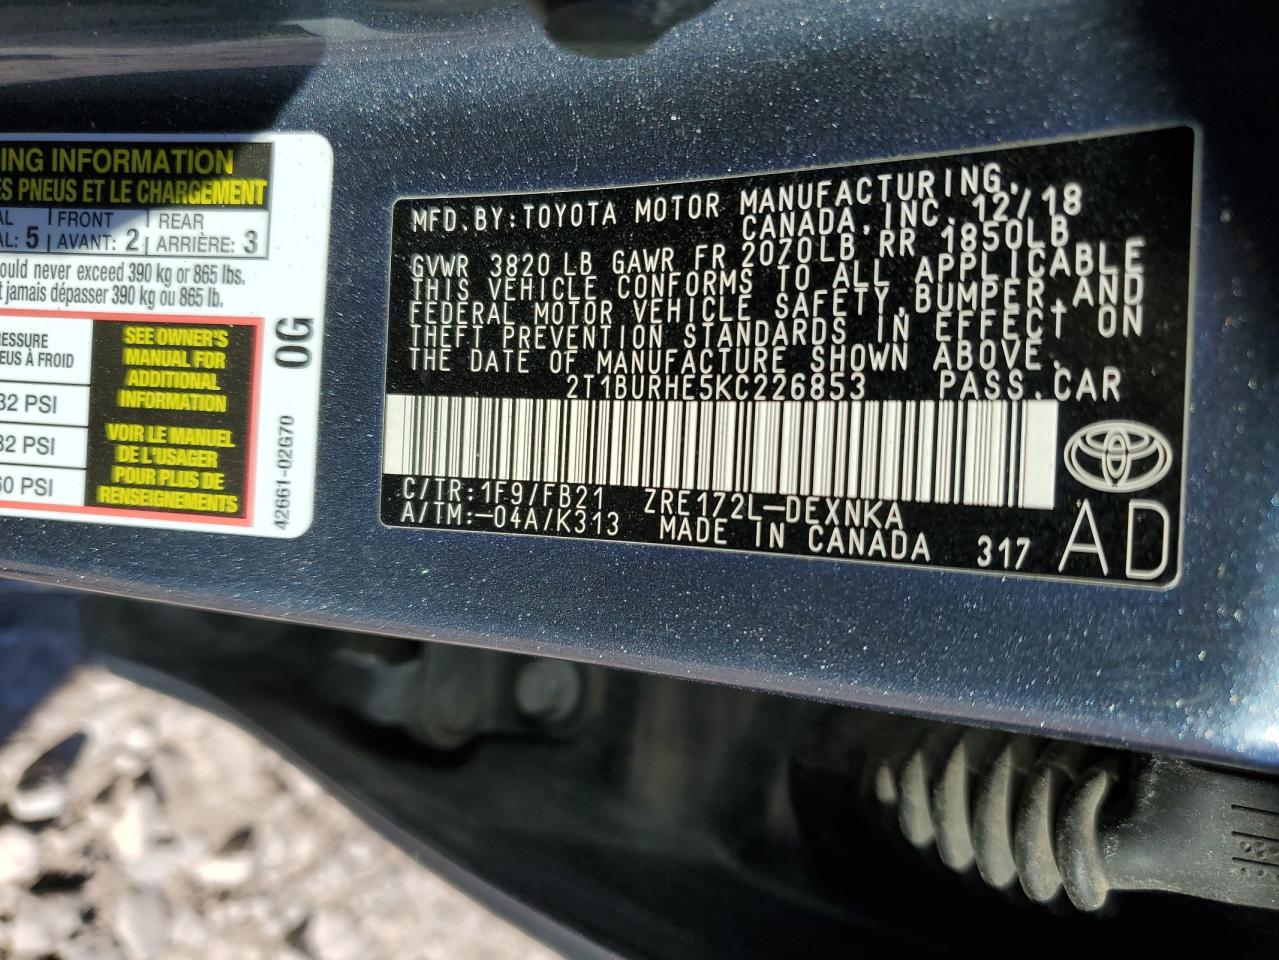 ING INFORMATION
ES PNEUS ET LE CHARGEMENT
AL FRONT REAR
AL: 5 AVANT: 2 ARRIÈRE: 3
ould never exceed 390 kg or 865 lbs.
t jamais dépasser 390 kg ou 865 lb.
RESSURE
EUS À FROID
32 PSI
32 PSI
60 PSI
SEE OWNER'S
MANUAL FOR
ADDITIONAL
INFORMATION
VOIR LE MANUEL
DE L'USAGER
POUR PLUS DE
RENSEIGNEMENTS
0G
42661-02G70
MFD.BY:TOYOTA MOTOR MANUFACTURING,
CANADA,INC.12/18
GVWR 3820 LB GAWR FR 2070LB RR 1850LB
THIS VEHICLE CONFORMS TO ALL APPLICABLE
FEDERAL MOTOR VEHICLE SAFETY,BUMPER,AND
THEFT PREVENTION STANDARDS IN EFFECT ON
THE DATE OF MANUFACTURE SHOWN ABOVE.
2T1BURHE5KC226853 PASS.CAR
C/TR:1F9/FB21 ZRE172L-DEXNKA
A/TM:-04A/K313 MADE IN CANADA 317 AD